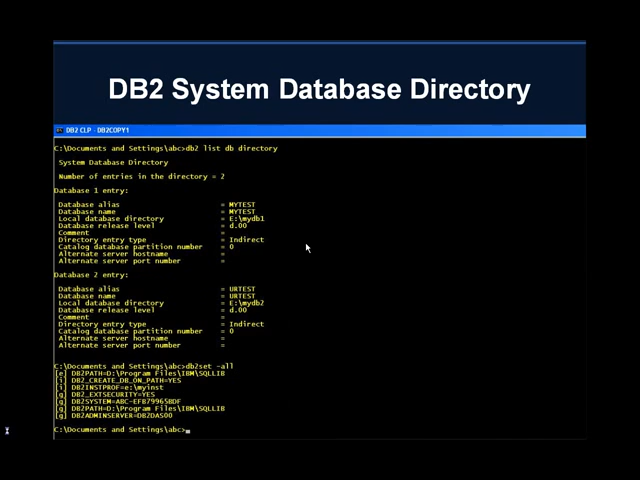 DB2 System Database Directory
DB2 CLP - DB2COPY1
C:\Documents and Settings\abc>db2 list db directory
System Database Directory
Number of entries in the directory = 2
Database 1 entry:
Database alias = MYTEST
Database name = MYTEST
Local database directory = E:\mydb1
Database release level = d.00
Comment =
Directory entry type = Indirect
Catalog database partition number = 0
Alternate server hostname =
Alternate server port number =
Database 2 entry:
Database alias = URTEST
Database name = URTEST
Local database directory = E:\mydb2
Database release level = d.00
Comment =
Directory entry type = Indirect
Catalog database partition number = 0
Alternate server hostname =
Alternate server port number =
C:\Documents and Settings\abc>db2set -all
[e] DB2PATH=D:\Program Files\IBM\SQLLIB
[i] DB2_CREATE_DB_ON_PATH=YES
[i] DB2INSTPROF=e:\myinst
[g] DB2_EXTSECURITY=YES
[g] DB2SYSTEM=ABC-EFB79965BDF
[g] DB2PATH=D:\Program Files\IBM\SQLLIB
[g] DB2ADMINSERVER=DB2DAS00
C:\Documents and Settings\abc>_